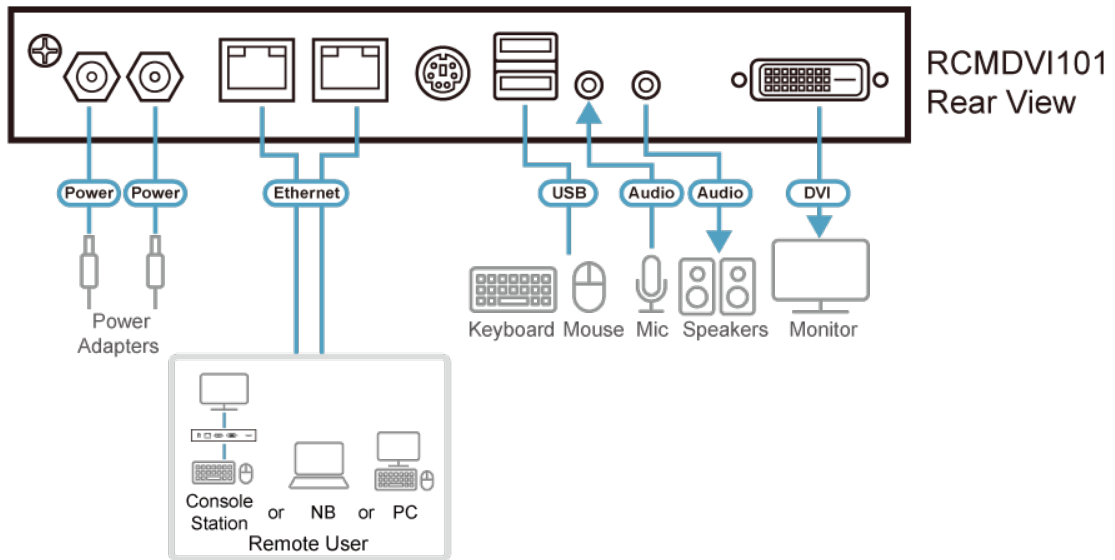 RCMDVI101
Rear View
Power
Power
Ethernet
USB
Audio
Audio
DVI
Power
Adapters
Keyboard
Mouse
Mic
Speakers
Monitor
Console
Station
or
NB
or
PC
Remote User